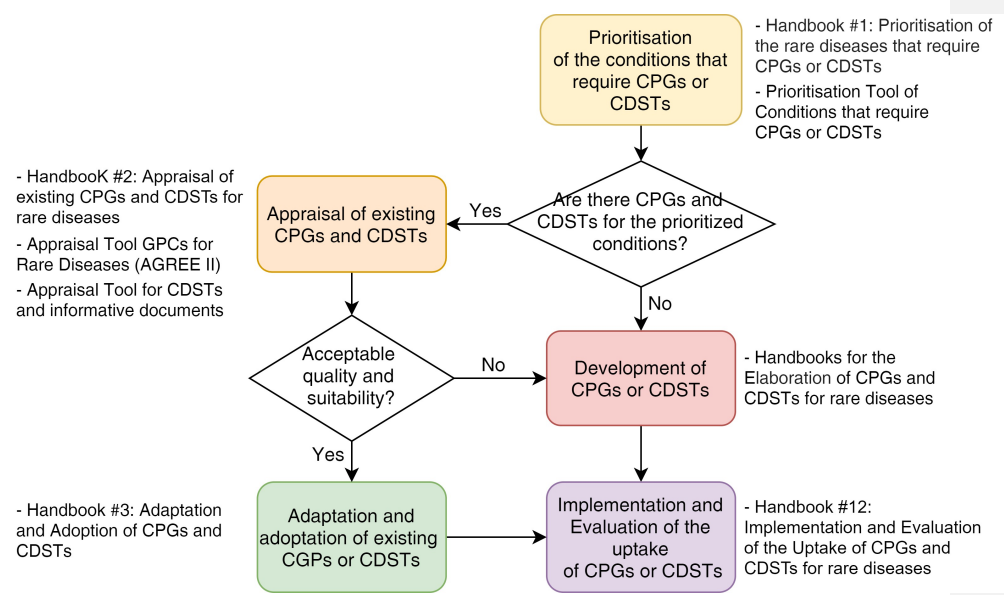 Prioritisation
of the conditions that
require CPGs or
CDSTs
- Handbook #1: Prioritisation of
the rare diseases that require
CPGs or CDSTs
- Prioritisation Tool of
Conditions that require
CPGs or CDSTs
- HandbooK #2: Appraisal of
existing CPGs and CDSTs for
rare diseases
- Appraisal Tool GPCs for
Rare Diseases (AGREE II)
- Appraisal Tool for CDSTs
and informative documents
Appraisal of existing
CPGs and CDSTs
Yes
Are there CPGs and
CDSTs for the prioritized
conditions?
No
Acceptable
quality and
suitability?
No
Development of
CPGs or CDSTs
- Handbooks for the
Elaboration of CPGs and
CDSTs for rare diseases
Yes
- Handbook #3: Adaptation
and Adoption of CPGs and
CDSTs
Adaptation and
adoptation of existing
CGPs or CDSTs
Implementation and
Evaluation of the
uptake
of CPGs or CDSTs
- Handbook #12:
Implementation and Evaluation
of the Uptake of CPGs and
CDSTs for rare diseases